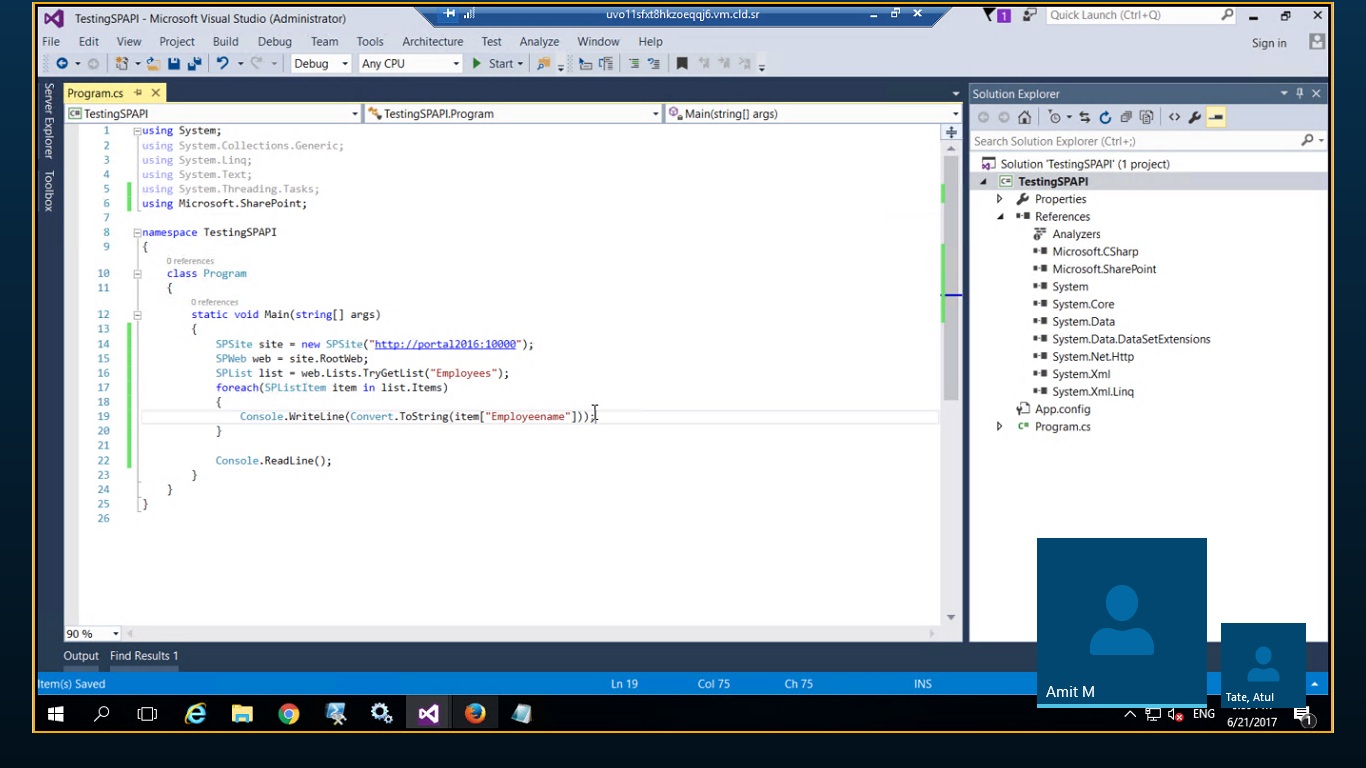 TestingSPAPI - Microsoft Visual Studio (Administrator)
uvo11sfxt8hkzoeqqj6.vm.cld.sr
1
Quick Launch (Ctrl+Q)
File Edit View Project Build Debug Team Tools Architecture Test Analyze Window Help
Sign in
Debug Any CPU Start
Server Explorer
Toolbox
Program.cs
TestingSPAPI TestingSPAPI.Program Main(string[] args)
1 using System;
2 using System.Collections.Generic;
3 using System.Linq;
4 using System.Text;
5 using System.Threading.Tasks;
6 using Microsoft.SharePoint;
7
8 namespace TestingSPAPI
9 {
0 references
10 class Program
11 {
0 references
12 static void Main(string[] args)
13 {
14 SPSite site = new SPSite("http://portal2016:10000");
15 SPWeb web = site.RootWeb;
16 SPList list = web.Lists.TryGetList("Employees");
17 foreach(SPListItem item in list.Items)
18 {
19 Console.WriteLine(Convert.ToString(item["Employeename"]));
20 }
21
22 Console.ReadLine();
23 }
24 }
25 }
26
90 %
Output Find Results 1
Item(s) Saved Ln 19 Col 75 Ch 75 INS
Solution Explorer
Search Solution Explorer (Ctrl+;)
Solution 'TestingSPAPI' (1 project)
TestingSPAPI
Properties
References
Analyzers
Microsoft.CSharp
Microsoft.SharePoint
System
System.Core
System.Data
System.Data.DataSetExtensions
System.Net.Http
System.Xml
System.Xml.Linq
App.config
Program.cs
Amit M
Tate, Atul
ENG
6/21/2017
1